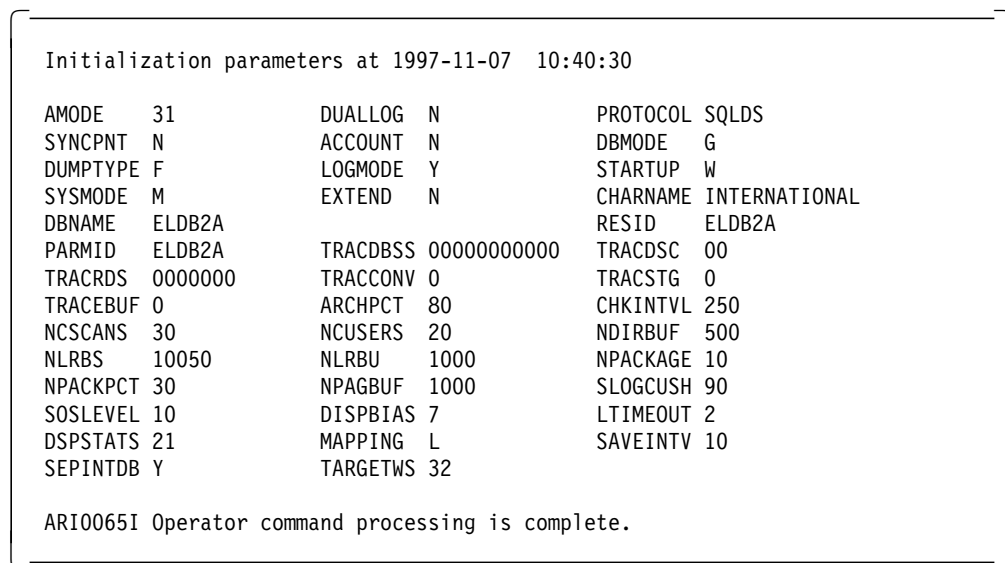 Initialization parameters at 1997-11-07 10:40:30
AMODE 31 DUALLOG N PROTOCOL SQLDS
SYNCPNT N ACCOUNT N DBMODE G
DUMPTYPE F LOGMODE Y STARTUP W
SYSMODE M EXTEND N CHARNAME INTERNATIONAL
DBNAME ELDB2A RESID ELDB2A
PARMID ELDB2A TRACDBSS 00000000000 TRACDSC 00
TRACRDS 0000000 TRACCONV 0 TRACSTG 0
TRACEBUF 0 ARCHPCT 80 CHKINTVL 250
NCSCANS 30 NCUSERS 20 NDIRBUF 500
NLRBS 10050 NLRBU 1000 NPACKAGE 10
NPACKPCT 30 NPAGBUF 1000 SLOGCUSH 90
SOSLEVEL 10 DISPBIAS 7 LTIMEOUT 2
DSPSTATS 21 MAPPING L SAVEINTV 10
SEPINTDB Y TARGETWS 32
ARI0065I Operator command processing is complete.